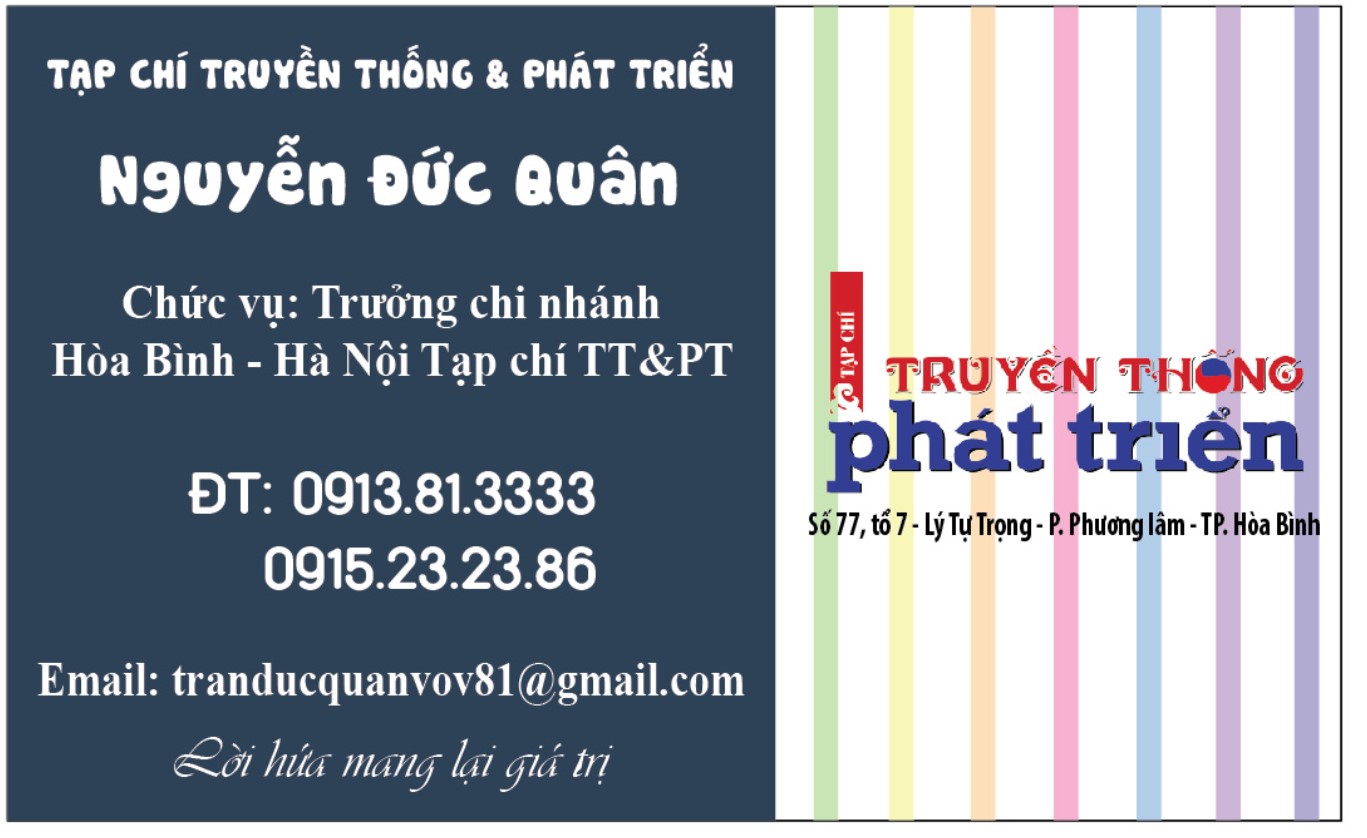 TẠP CHÍ TRUYỀN THỐNG & PHÁT TRIỂN
Nguyễn Đức Quân
Chức vụ: Trưởng chi nhánh
Hòa Bình - Hà Nội Tạp chí TT&PT
ĐT: 0913.81.3333
0915.23.23.86
Email: tranducquanvov81@gmail.com
Lời hứa mang lại giá trị
TẠP CHÍ
TRUYỀN THỐNG
phát triển
Số 77, tổ 7 - Lý Tự Trọng - P. Phương lâm - TP. Hòa Bình